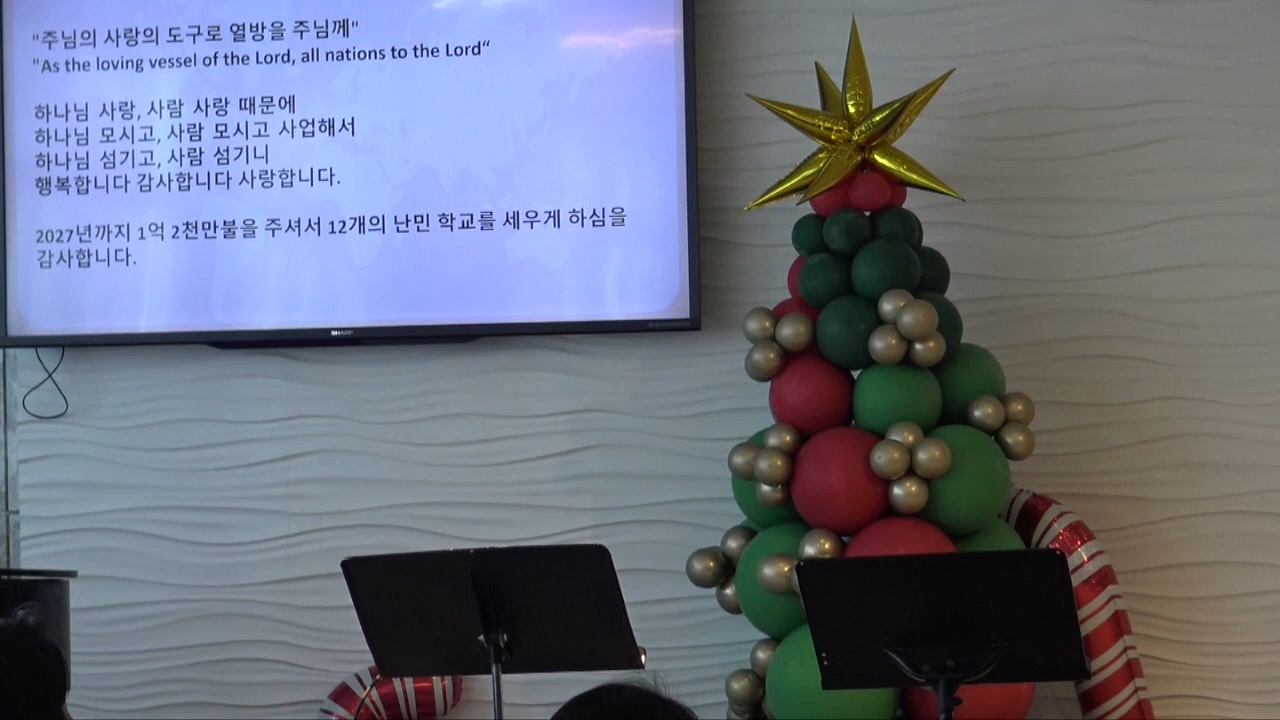 "주님의 사랑의 도구로 열방을 주님께"
"As the loving vessel of the Lord, all nations to the Lord“
하나님 사랑, 사람 사랑 때문에
하나님 모시고, 사람 모시고 사업해서
하나님 섬기고, 사람 섬기니
행복합니다 감사합니다 사랑합니다.
2027년까지 1억 2천만불을 주셔서 12개의 난민 학교를 세우게 하심을
감사합니다.
SHARP